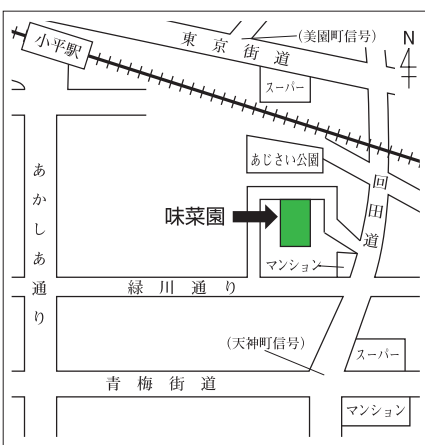 小平駅
東京街道
(美園町信号)
N
スーパー
あじさい公園
回田道
味菜園
マンション
あかしあ通り
緑川通り
(天神町信号)
スーパー
青梅街道
マンション